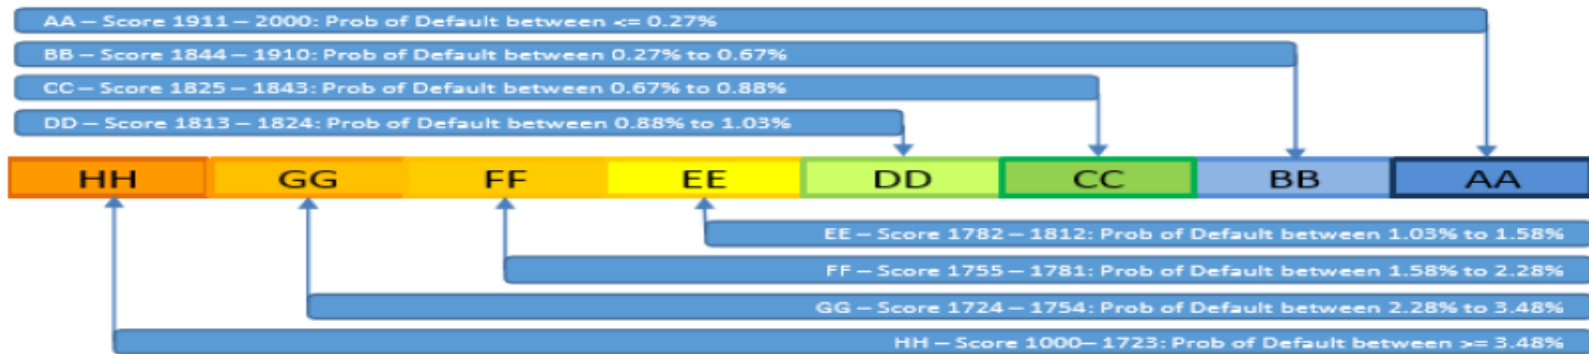 AA – Score 1911 – 2000: Prob of Default between <= 0.27%
BB – Score 1844 – 1910: Prob of Default between 0.27% to 0.67%
CC – Score 1825 – 1843: Prob of Default between 0.67% to 0.88%
DD – Score 1813 – 1824: Prob of Default between 0.88% to 1.03%
HH GG FF EE DD CC BB AA
EE – Score 1782 – 1812: Prob of Default between 1.03% to 1.58%
FF – Score 1755 – 1781: Prob of Default between 1.58% to 2.28%
GG – Score 1724 – 1754: Prob of Default between 2.28% to 3.48%
HH – Score 1000– 1723: Prob of Default between >= 3.48%